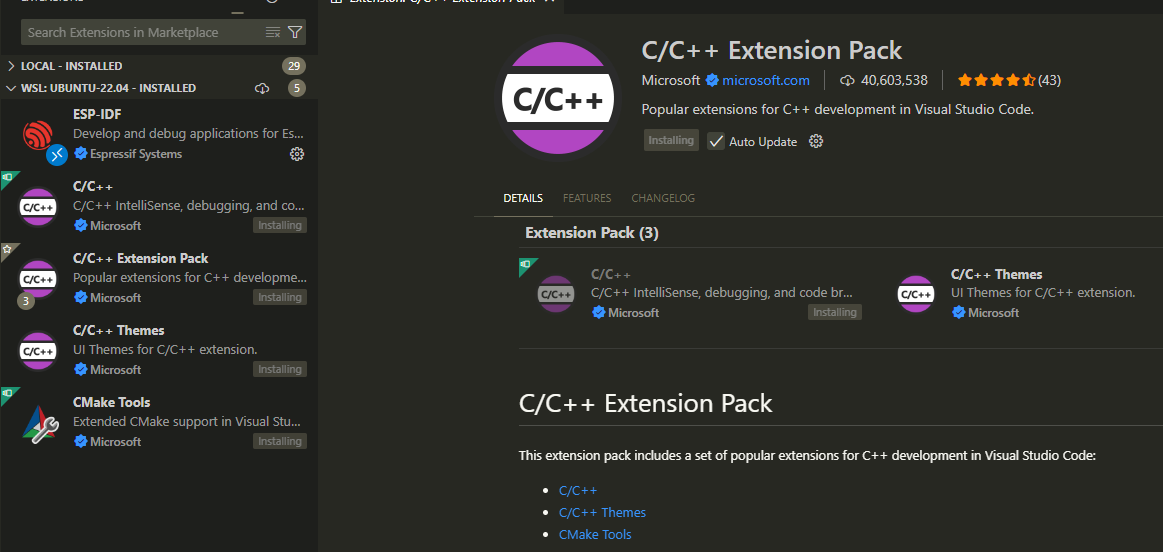 Search Extensions in Marketplace
LOCAL - INSTALLED
29
WSL: UBUNTU-22.04 - INSTALLED
5
ESP-IDF
Develop and debug applications for Es...
Espressif Systems
C/C++
C/C++
C/C++ IntelliSense, debugging, and co...
Microsoft
Installing
C/C++
3
C/C++ Extension Pack
Popular extensions for C++ developme...
Microsoft
Installing
C/C++
C/C++ Themes
UI Themes for C/C++ extension.
Microsoft
Installing
CMake Tools
Extended CMake support in Visual Stu...
Microsoft
Installing
C/C++
C/C++ Extension Pack
Microsoft microsoft.com 40,603,538 (43)
Popular extensions for C++ development in Visual Studio Code.
Installing Auto Update
DETAILS FEATURES CHANGELOG
Extension Pack (3)
C/C++
C/C++
C/C++ IntelliSense, debugging, and code br...
Microsoft
Installing
C/C++
C/C++ Themes
UI Themes for C/C++ extension.
Microsoft
C/C++ Extension Pack
This extension pack includes a set of popular extensions for C++ development in Visual Studio Code:
C/C++
C/C++ Themes
CMake Tools